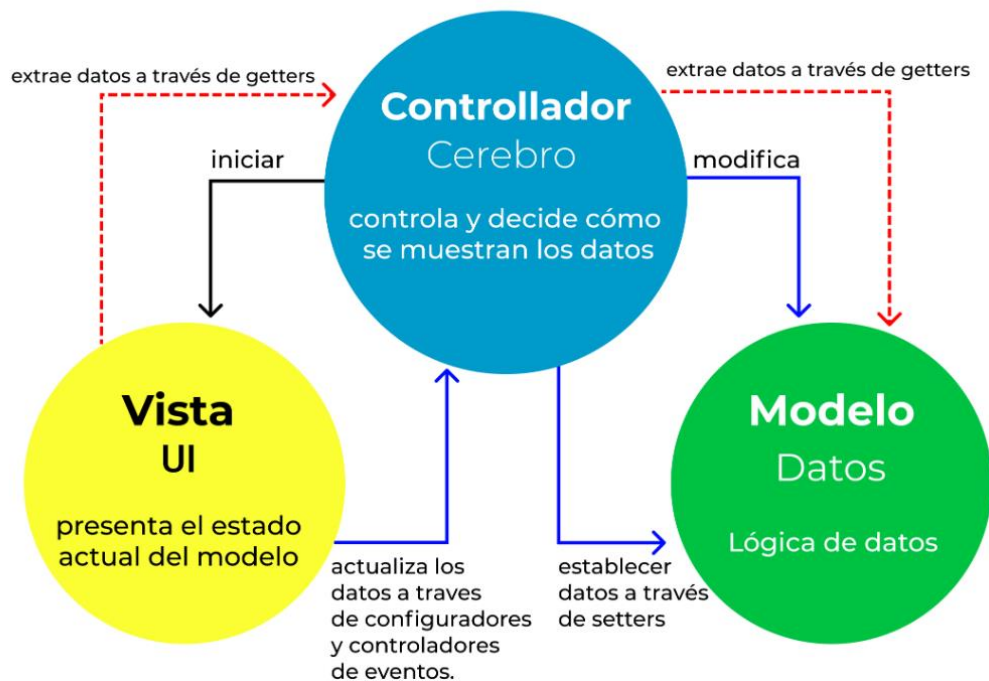 extrae datos a través de getters
extrae datos a través de getters
Controllador
Cerebro
controla y decide cómo
se muestran los datos
iniciar
modifica
Vista
UI
presenta el estado
actual del modelo
Modelo
Datos
Lógica de datos
actualiza los
datos a traves
de configuradores
y controladores
de eventos.
establecer
datos a través
de setters